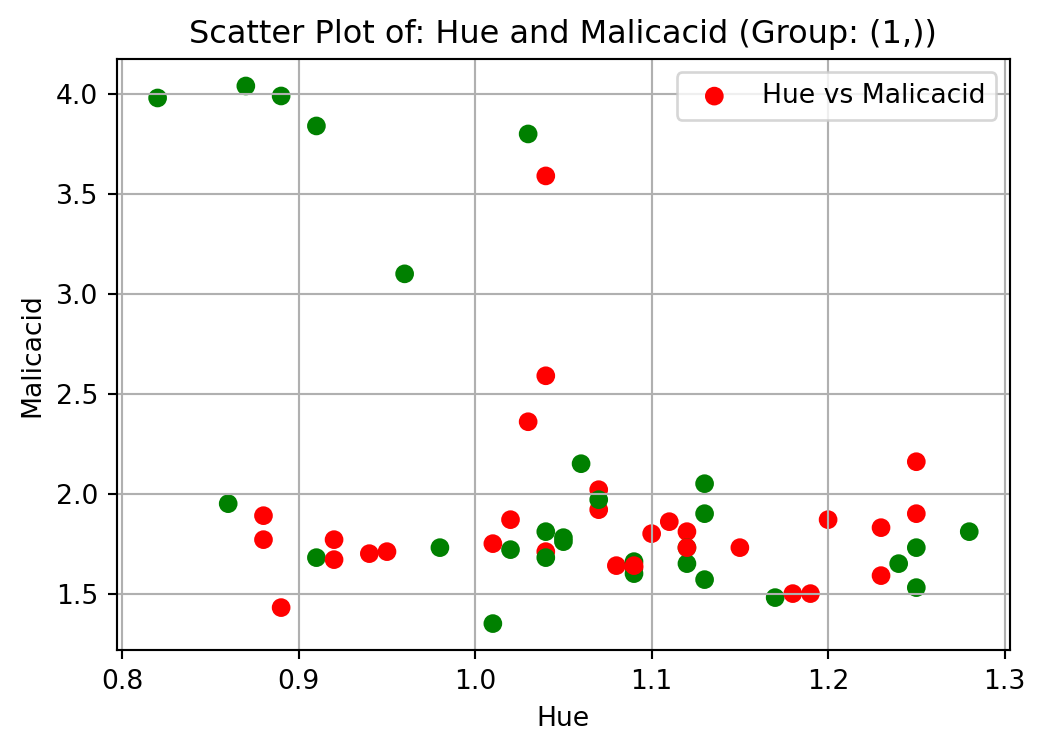 Scatter Plot of: Hue and Malicacid (Group: (1,))
Hue vs Malicacid
Malicacid
4.0
3.5
3.0
2.5
2.0
1.5
0.8 0.9 1.0 1.1 1.2 1.3
Hue